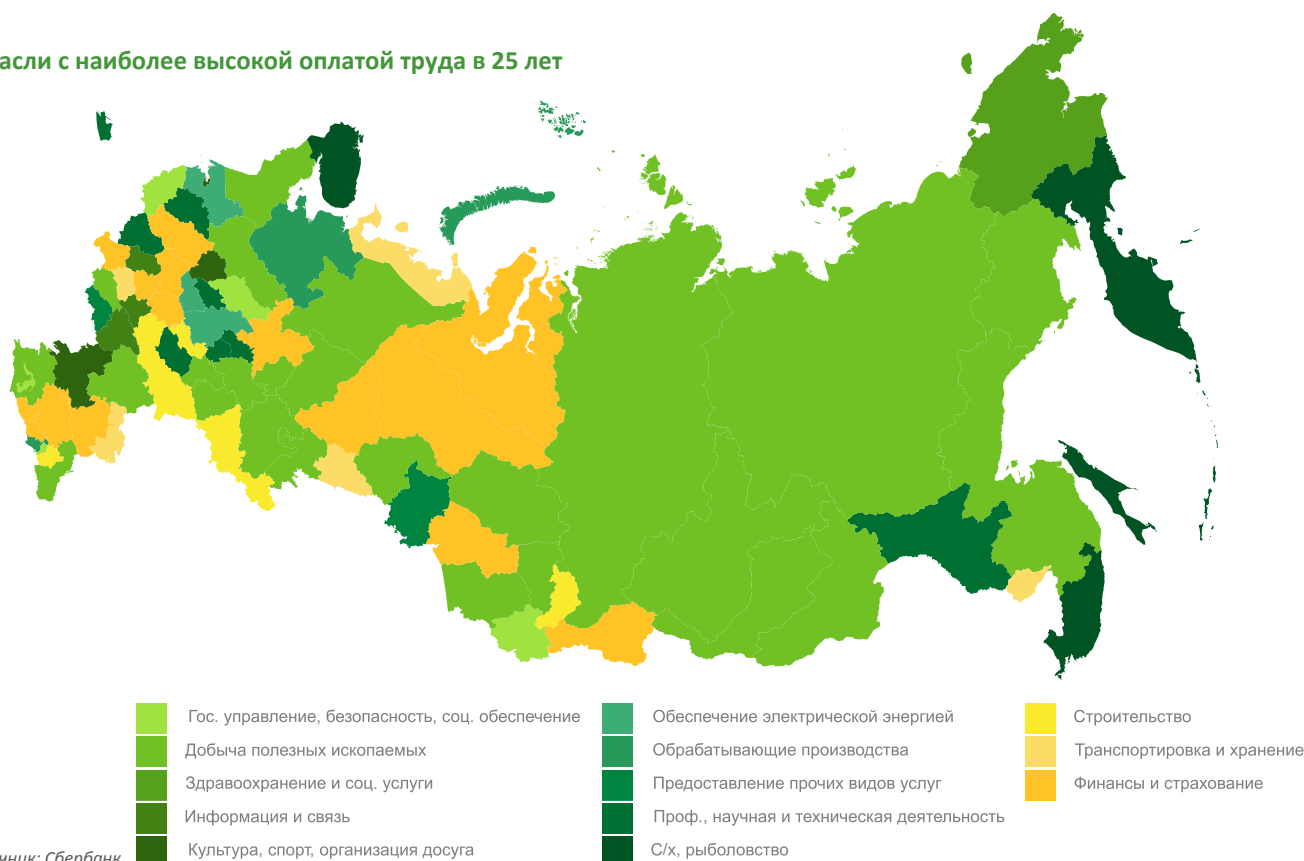 асли с наиболее высокой оплатой труда в 25 лет
Гос. управление, безопасность, соц. обеспечение
Добыча полезных ископаемых
Здравоохранение и соц. услуги
Информация и связь
Культура, спорт, организация досуга
Обеспечение электрической энергией
Обрабатывающие производства
Предоставление прочих видов услуг
Проф., научная и техническая деятельность
С/х, рыболовство
Строительство
Транспортировка и хранение
Финансы и страхование
чник: Сбербанк